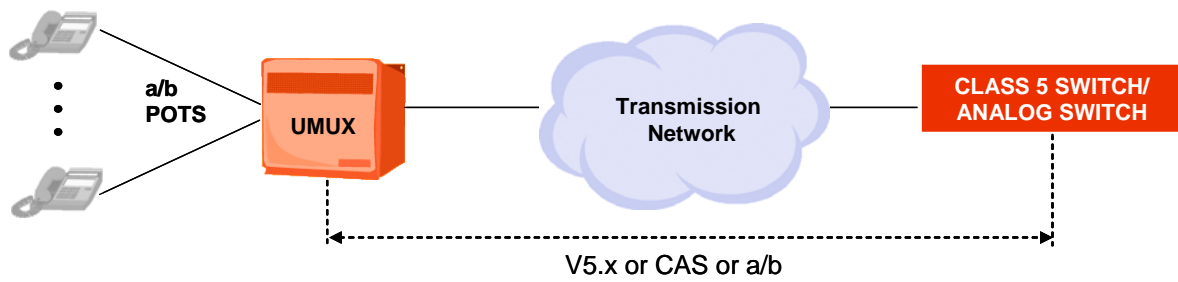 a/b
POTS
UMUX
Transmission
Network
CLASS 5 SWITCH/
ANALOG SWITCH
V5.x or CAS or a/b